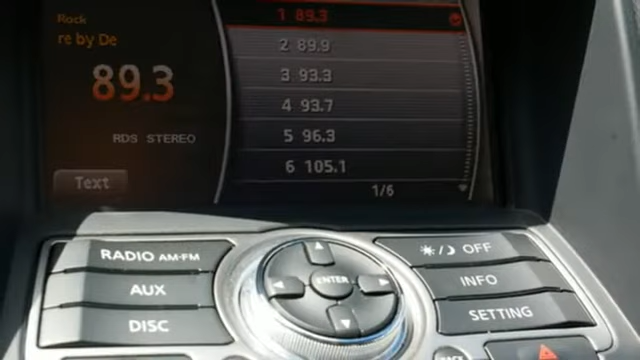 Rock
re by De
89.3
RDS STEREO
Text
1 89.3
2 89.9
3 93.3
4 93.7
5 96.3
6 105.1
1/6
RADIO AM·FM
AUX
DISC
ENTER
/ OFF
INFO
SETTING
BACK